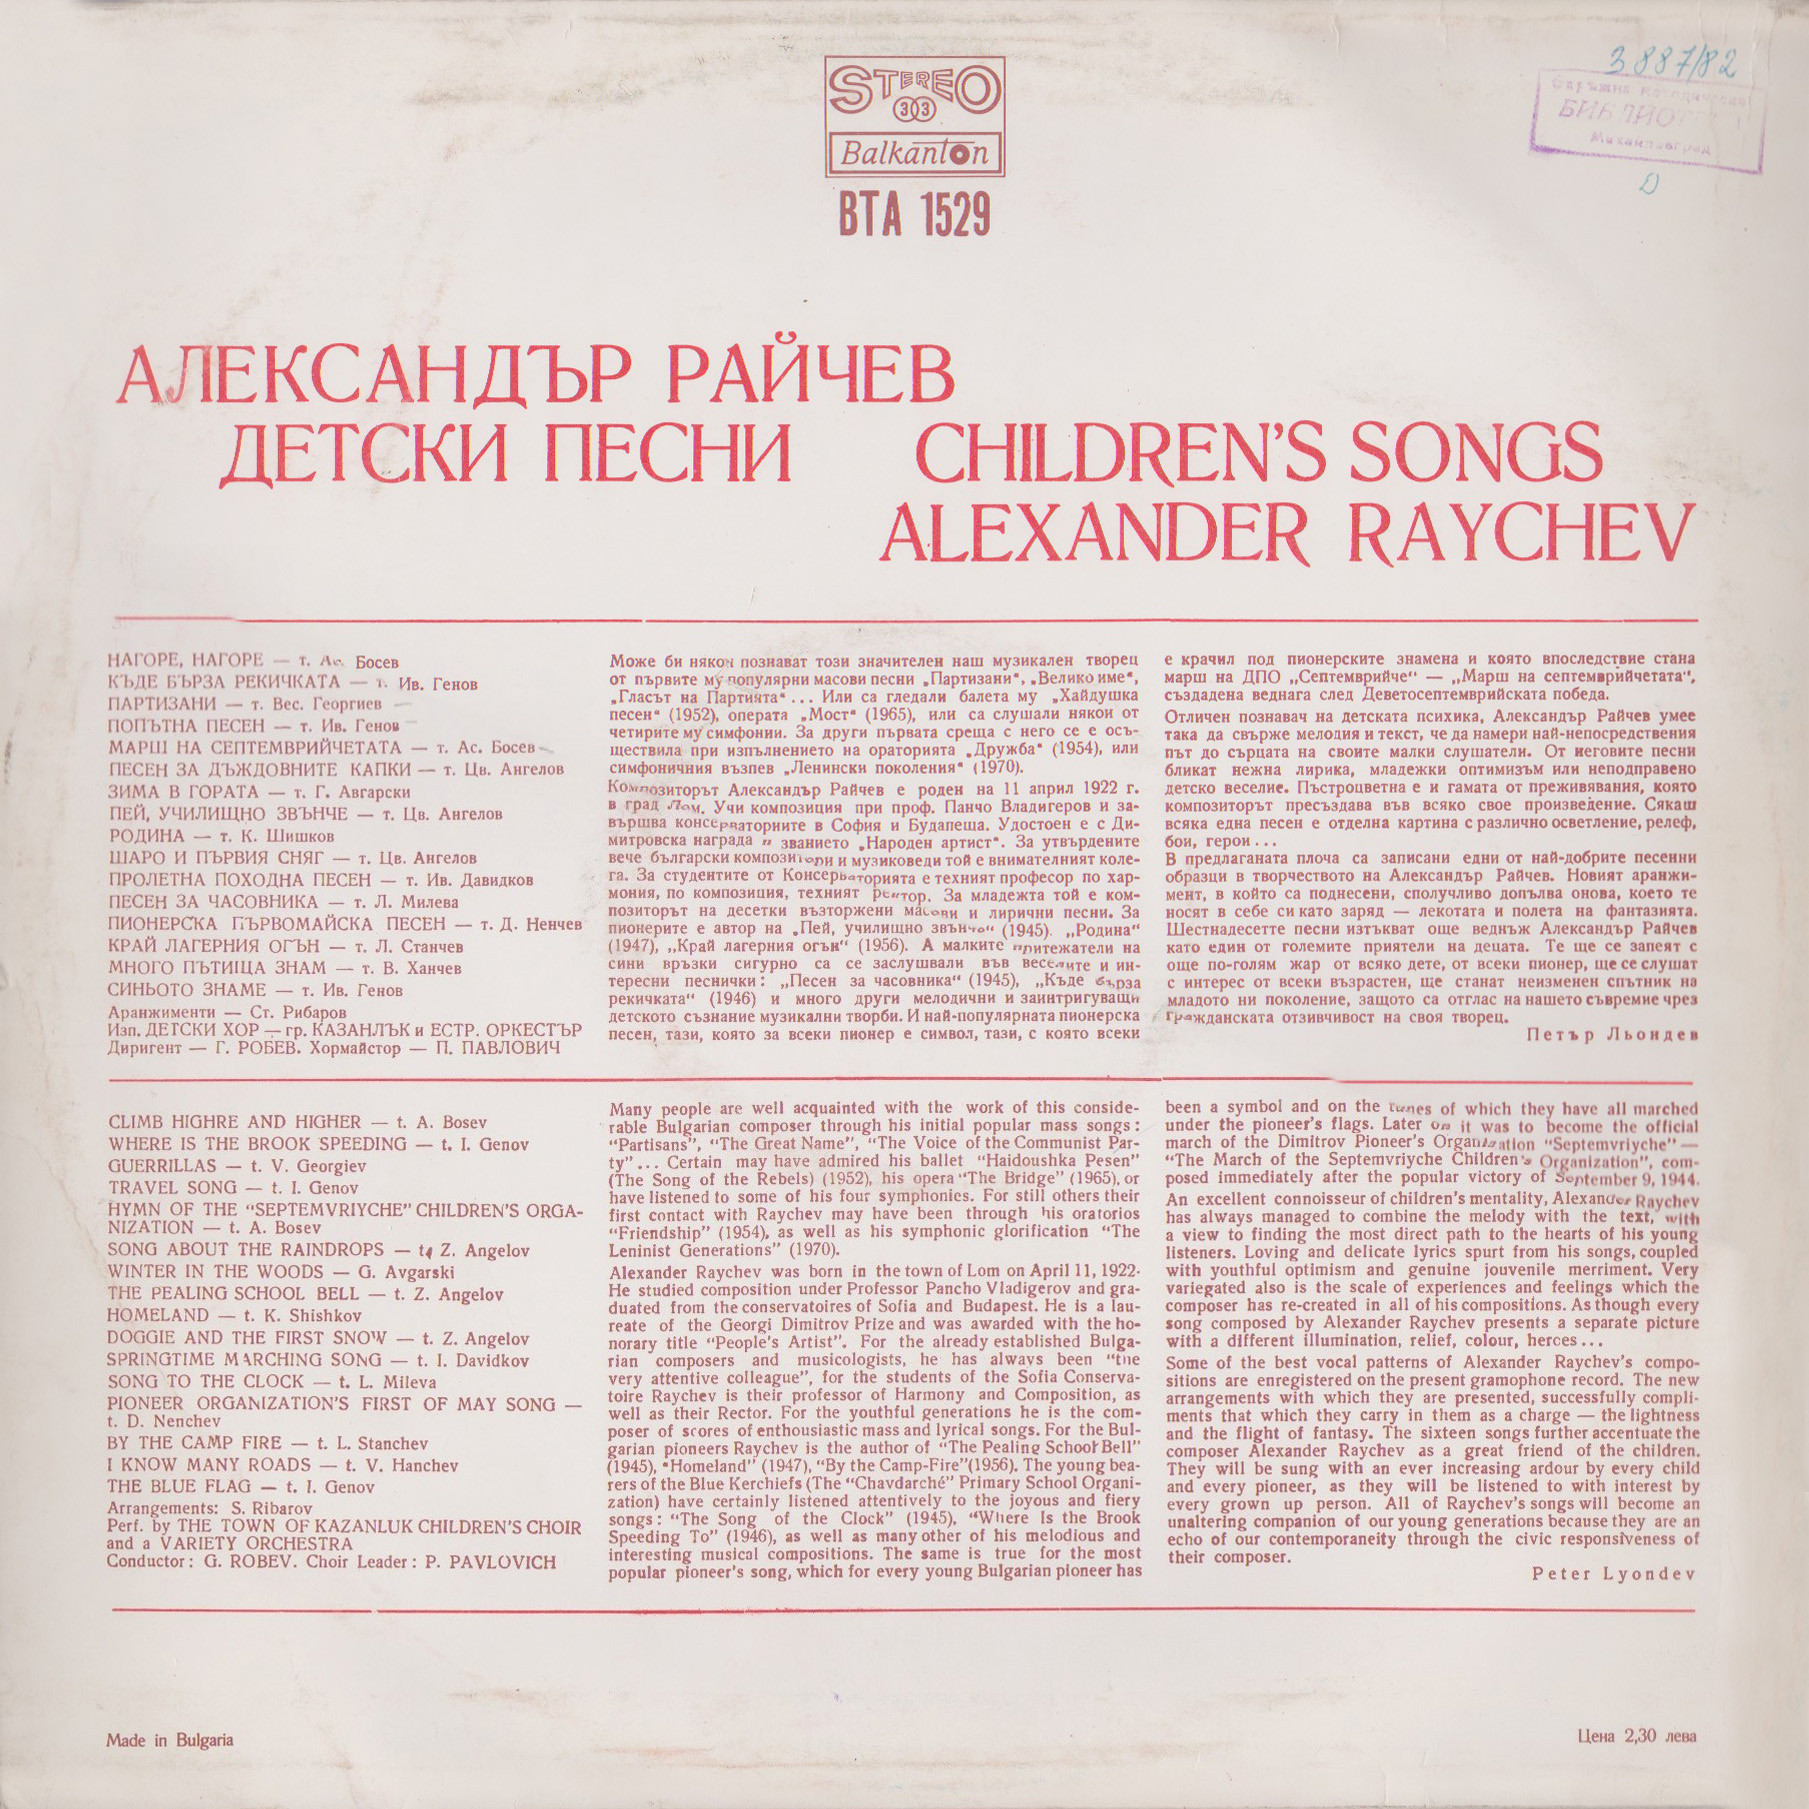 STEREO
33
Balkanton
ВТА 1529
3887/82
БИБЛИО
Михайловград
АЛЕКСАНДЪР РАЙЧЕВ
ДЕТСКИ ПЕСНИ
CHILDREN'S SONGS
ALEXANDER RAYCHEV
НАГОРЕ, НАГОРЕ — т. Ас. Босев
КЪДЕ БЪРЗА РЕКИЧКАТА — т. Ив. Генов
ПАРТИЗАНИ — т. Вес. Георгиев
ПОПЪТНА ПЕСЕН — т. Ив. Генов
МАРШ НА СЕПТЕМВРИЙЧЕТАТА — т. Ас. Босев
ПЕСЕН ЗА ДЪЖДОВНИТЕ КАПКИ — т. Цв. Ангелов
ЗИМА В ГОРАТА — т. Г. Авгарски
ПЕЙ, УЧИЛИЩНО ЗВЪНЧЕ — т. Цв. Ангелов
РОДИНА — т. К. Шишков
ШАРО И ПЪРВИЯ СНЯГ — т. Цв. Ангелов
ПРОЛЕТНА ПОХОДНА ПЕСЕН — т. Ив. Давидков
ПЕСЕН ЗА ЧАСОВНИКА — т. Л. Милева
ПИОНЕРСКА ПЪРВОМАЙСКА ПЕСЕН — т. Д. Ненчев
КРАЙ ЛАГЕРНИЯ ОГЪН — т. Л. Станчев
МНОГО ПЪТИЩА ЗНАМ — т. В. Ханчев
СИНЬОТО ЗНАМЕ — т. Ив. Генов
Аранжименти — Ст. Рибаров
Изп. ДЕТСКИ ХОР — гр. КАЗАНЛЪК и ЕСТР. ОРКЕСТЪР
Диригент — Г. РОБЕВ. Хормайстор — П. ПАВЛОВИЧ
Може би някои познават този значителен наш музикален творец
от първите му популярни масови песни „Партизани“, „Велико име“,
„Гласът на Партията“... Или са гледали балета му „Хайдушка
песен“ (1952), операта „Мост“ (1965), или са слушали някои от
четирите му симфонии. За други първата среща с него се е осъ-
ществила при изпълнението на ораторията „Дружба“ (1954), или
симфоничния възпев „Ленински поколения“ (1970).
Композиторът Александър Райчев е роден на 11 април 1922 г.
в град Лом. Учи композиция при проф. Панчо Владигеров и за-
вършва консерваториите в София и Будапеша. Удостоен е с Ди-
митровска награда и званието „Народен артист“. За утвърдените
вече български композитори и музиковеди той е внимателният коле-
га. За студентите от Консерваторията е техният професор по хар-
мония, по композиция, техният ректор. За младежта той е ком-
позиторът на десетки възторжени масови и лирични песни. За
пионерите е автор на „Пей, училищно звънче“ (1945). „Родина“
(1947), „Край лагерния огън“ (1956). А малките притежатели на
сини връзки сигурно са се заслушвали във веселите и ин-
тересни песнички: „Песен за часовника“ (1945), „Къде бърза
рекичката“ (1946) и много други мелодични и заинтригуващи
детското съзнание музикални творби. И най-популярната пионерска
песен, тази, която за всеки пионер е символ, тази, с която всеки
е крачил под пионерските знамена и която впоследствие стана
марш на ДПО „Септемврийче“ — „Марш на септемврийчетата“,
създадена веднага след Деветосептемврийската победа.
Отличен познавач на детската психика, Александър Райчев умее
така да свърже мелодия и текст, че да намери най-непосредствения
път до сърцата на своите малки слушатели. От неговите песни
бликат нежна лирика, младежки оптимизъм или неподправено
детско веселие. Пъстроцветна е и гамата от преживявания, която
композиторът пресъздава във всяко свое произведение. Сякаш
всяка една песен е отделна картина с различно осветление, релеф,
бои, герои...
В предлаганата плоча са записани едни от най-добрите песенни
образци в творчеството на Александър Райчев. Новият аранжи-
мент, в който са поднесени, сполучливо допълва онова, което те
носят в себе си като заряд — лекотата и полета на фантазията.
Шестнадесетте песни изтъкват още веднъж Александър Райчев
като един от големите приятели на децата. Те ще се запеят с
още по-голям жар от всяко дете, от всеки пионер, ще се слушат
с интерес от всеки възрастен, ще станат неизменен спътник на
младото ни поколение, защото са отглас на нашето съвремие чрез
гражданската отзивчивост на своя творец.
Петър Льондев
CLIMB HIGHRE AND HIGHER — t. A. Bosev
WHERE IS THE BROOK SPEEDING — t. I. Genov
GUERRILLAS — t. V. Georgiev
TRAVEL SONG — t. I. Genov
HYMN OF THE “SEPTEMVRIYCHE” CHILDREN'S ORGA-
NIZATION — t. A. Bosev
SONG ABOUT THE RAINDROPS — t. Z. Angelov
WINTER IN THE WOODS — G. Avgarski
THE PEALING SCHOOL BELL — t. Z. Angelov
HOMELAND — t. K. Shishkov
DOGGIE AND THE FIRST SNOW — t. Z. Angelov
SPRINGTIME MARCHING SONG — t. I. Davidkov
SONG TO THE CLOCK — t. L. Mileva
PIONEER ORGANIZATION'S FIRST OF MAY SONG —
t. D. Nenchev
BY THE CAMP FIRE — t. L. Stanchev
I KNOW MANY ROADS — t. V. Hanchev
THE BLUE FLAG — t. I. Genov
Arrangements: S. Ribarov
Perf. by THE TOWN OF KAZANLUK CHILDREN'S CHOIR
and a VARIETY ORCHESTRA
Conductor: G. ROBEV. Choir Leader: P. PAVLOVICH
Many people are well acquainted with the work of this conside-
rable Bulgarian composer through his initial popular mass songs:
“Partisans”, “The Great Name”, “The Voice of the Communist Par-
ty”... Certain may have admired his ballet “Haidoushka Pesen”
(The Song of the Rebels) (1952), his opera “The Bridge” (1965), or
have listened to some of his four symphonies. For still others their
first contact with Raychev may have been through his oratorios
“Friendship” (1954), as well as his symphonic glorification “The
Leninist Generations” (1970).
Alexander Raychev was born in the town of Lom on April 11, 1922.
He studied composition under Professor Pancho Vladigerov and gra-
duated from the conservatoires of Sofia and Budapest. He is a lau-
reate of the Georgi Dimitrov Prize and was awarded with the ho-
norary title “People's Artist”. For the already established Bulga-
rian composers and musicologists, he has always been “the
very attentive colleague”, for the students of the Sofia Conserva-
toire Raychev is their professor of Harmony and Composition, as
well as their Rector. For the youthful generations he is the com-
poser of scores of enthousiastic mass and lyrical songs. For the Bul-
garian pioneers Raychev is the author of “The Pealing School Bell”
(1945), “Homeland” (1947), “By the Camp-Fire”(1956). The young bea-
rers of the Blue Kerchiefs (The “Chavdarché” Primary School Organi-
zation) have certainly listened attentively to the joyous and fiery
songs: “The Song of the Clock” (1945), “Where Is the Brook
Speeding To” (1946), as well as many other of his melodious and
interesting musical compositions. The same is true for the most
popular pioneer's song, which for every young Bulgarian pioneer has
been a symbol and on the tunes of which they have all marched
under the pioneer's flags. Later on it was to become the official
march of the Dimitrov Pioneer's Organization “Septemvriyche” —
“The March of the Septemvriyche Children's Organization”, com-
posed immediately after the popular victory of September 9, 1944.
An excellent connoisseur of children's mentality, Alexander Raychev
has always managed to combine the melody with the text, with
a view to finding the most direct path to the hearts of his young
listeners. Loving and delicate lyrics spurt from his songs, coupled
with youthful optimism and genuine jouvenile merriment. Very
variegated also is the scale of experiences and feelings which the
composer has re-created in all of his compositions. As though every
song composed by Alexander Raychev presents a separate picture
with a different illumination, relief, colour, herces...
Some of the best vocal patterns of Alexander Raychev's compo-
sitions are enregistered on the present gramophone record. The new
arrangements with which they are presented, successfully compli-
ments that which they carry in them as a charge — the lightness
and the flight of fantasy. The sixteen songs further accentuate the
composer Alexander Raychev as a great friend of the children.
They will be sung with an ever increasing ardour by every child
and every pioneer, as they will be listened to with interest by
every grown up person. All of Raychev's songs will become an
unaltering companion of our young generations because they are an
echo of our contemporaneity through the civic responsiveness of
their composer.
Peter Lyondev
Made in Bulgaria
Цена 2,30 лева